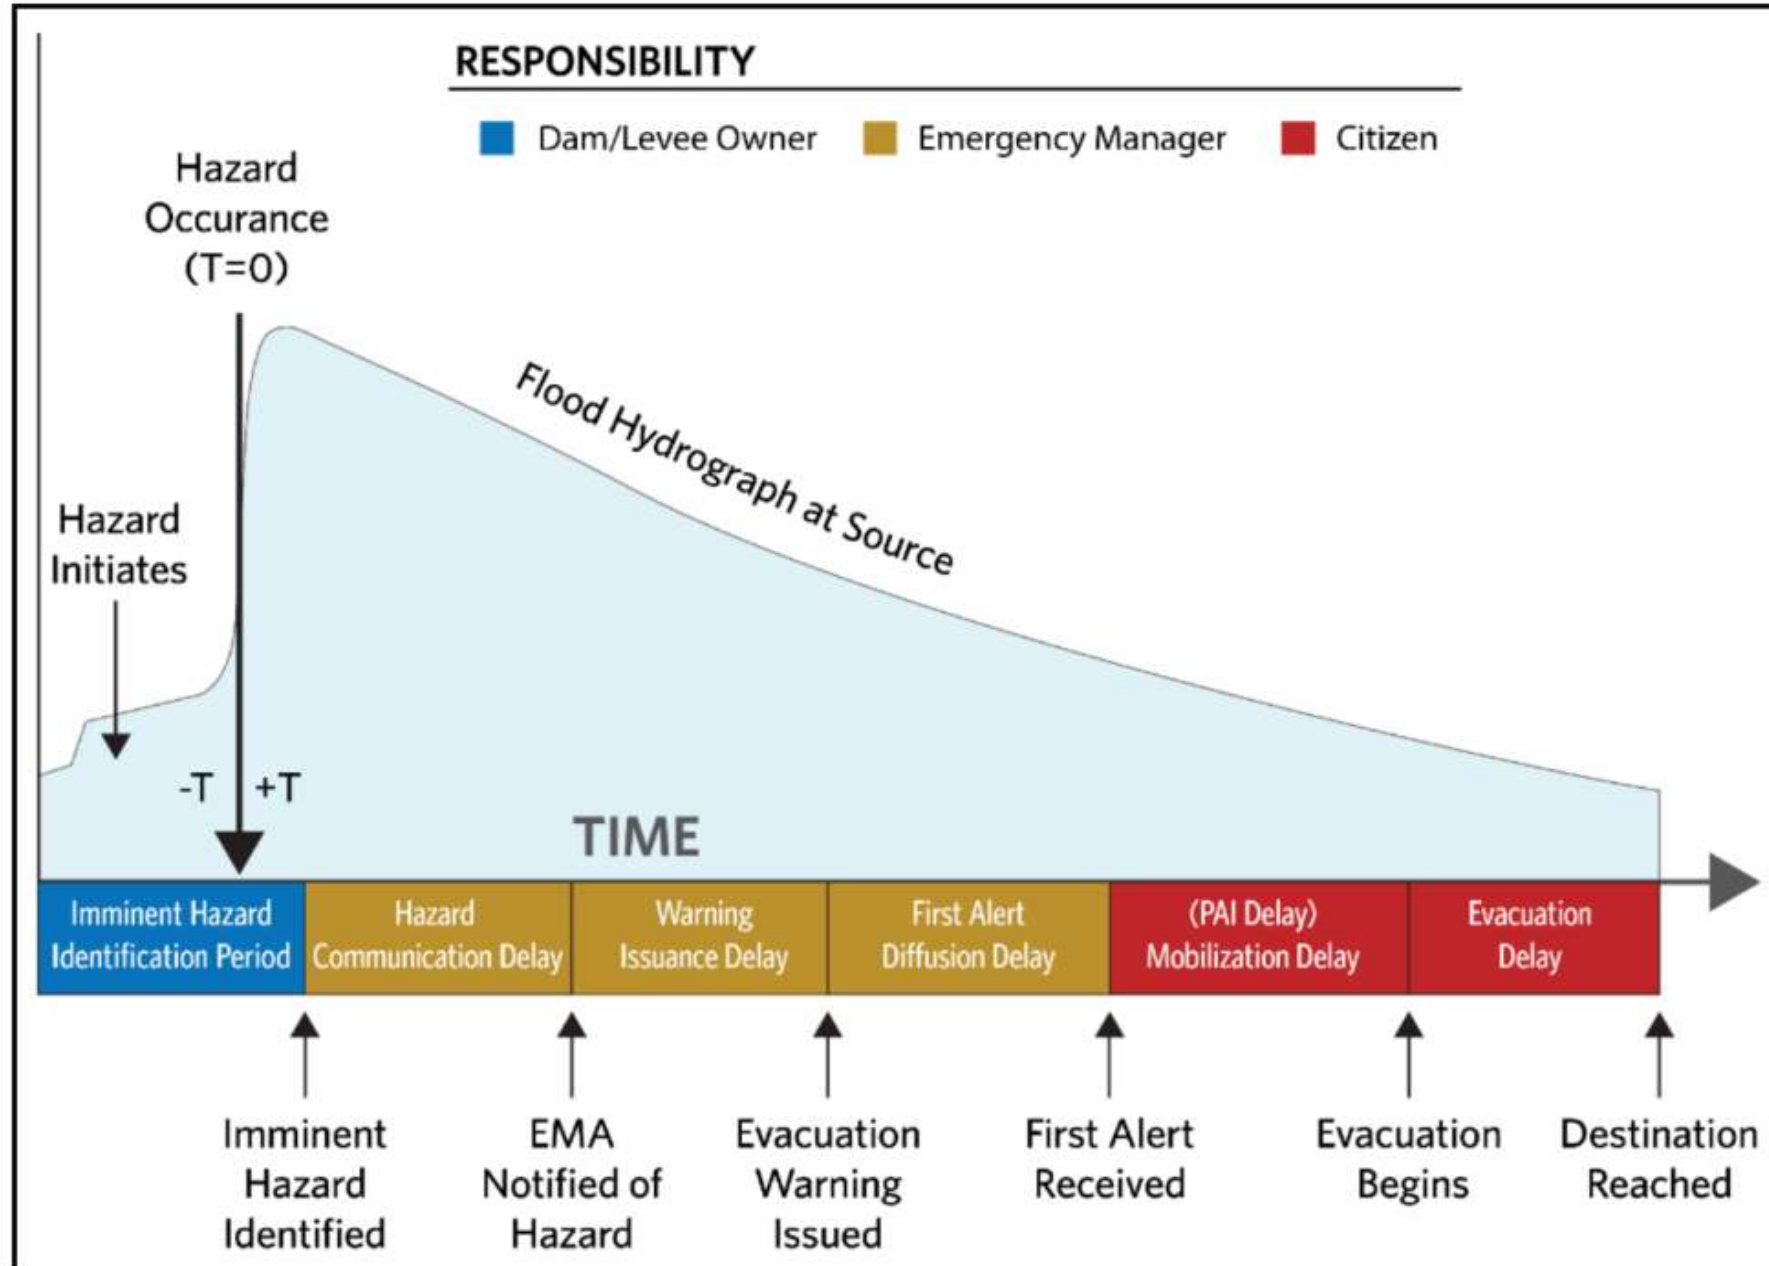 RESPONSIBILITY
Dam/Levee Owner
Emergency Manager
Citizen
Hazard
Occurance
(T=0)
Flood Hydrograph at Source
Hazard
Initiates
-T
+T
TIME
Imminent Hazard
Identification Period
Hazard
Communication Delay
Warning
Issuance Delay
First Alert
Diffusion Delay
(PAI Delay)
Mobilization Delay
Evacuation
Delay
Imminent
Hazard
Identified
EMA
Notified of
Hazard
Evacuation
Warning
Issued
First Alert
Received
Evacuation
Begins
Destination
Reached